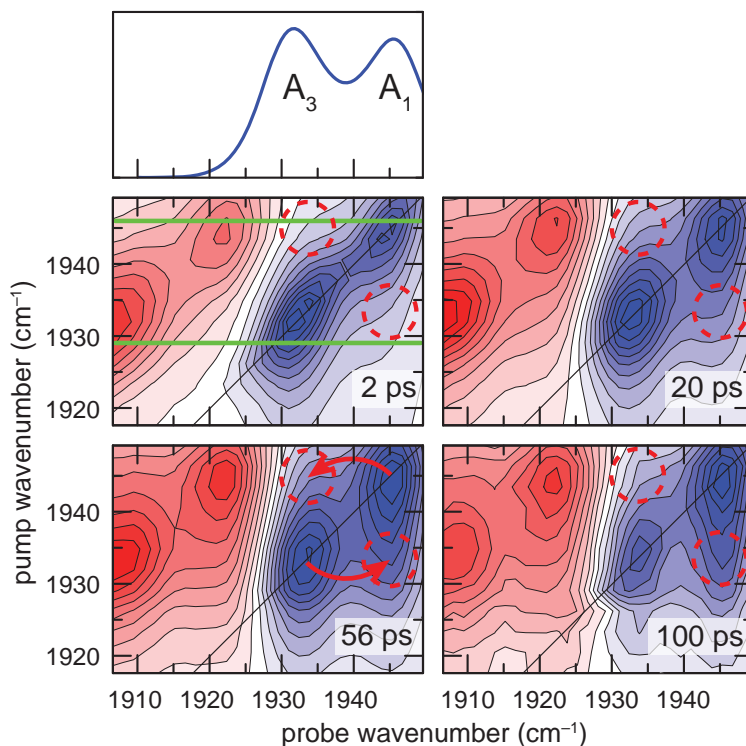 A3 A1
1940
1930
1920
2 ps
20 ps
1940
1930
1920
56 ps
100 ps
1910 1920 1930 1940
1910 1920 1930 1940
pump wavenumber (cm⁻¹)
probe wavenumber (cm⁻¹)